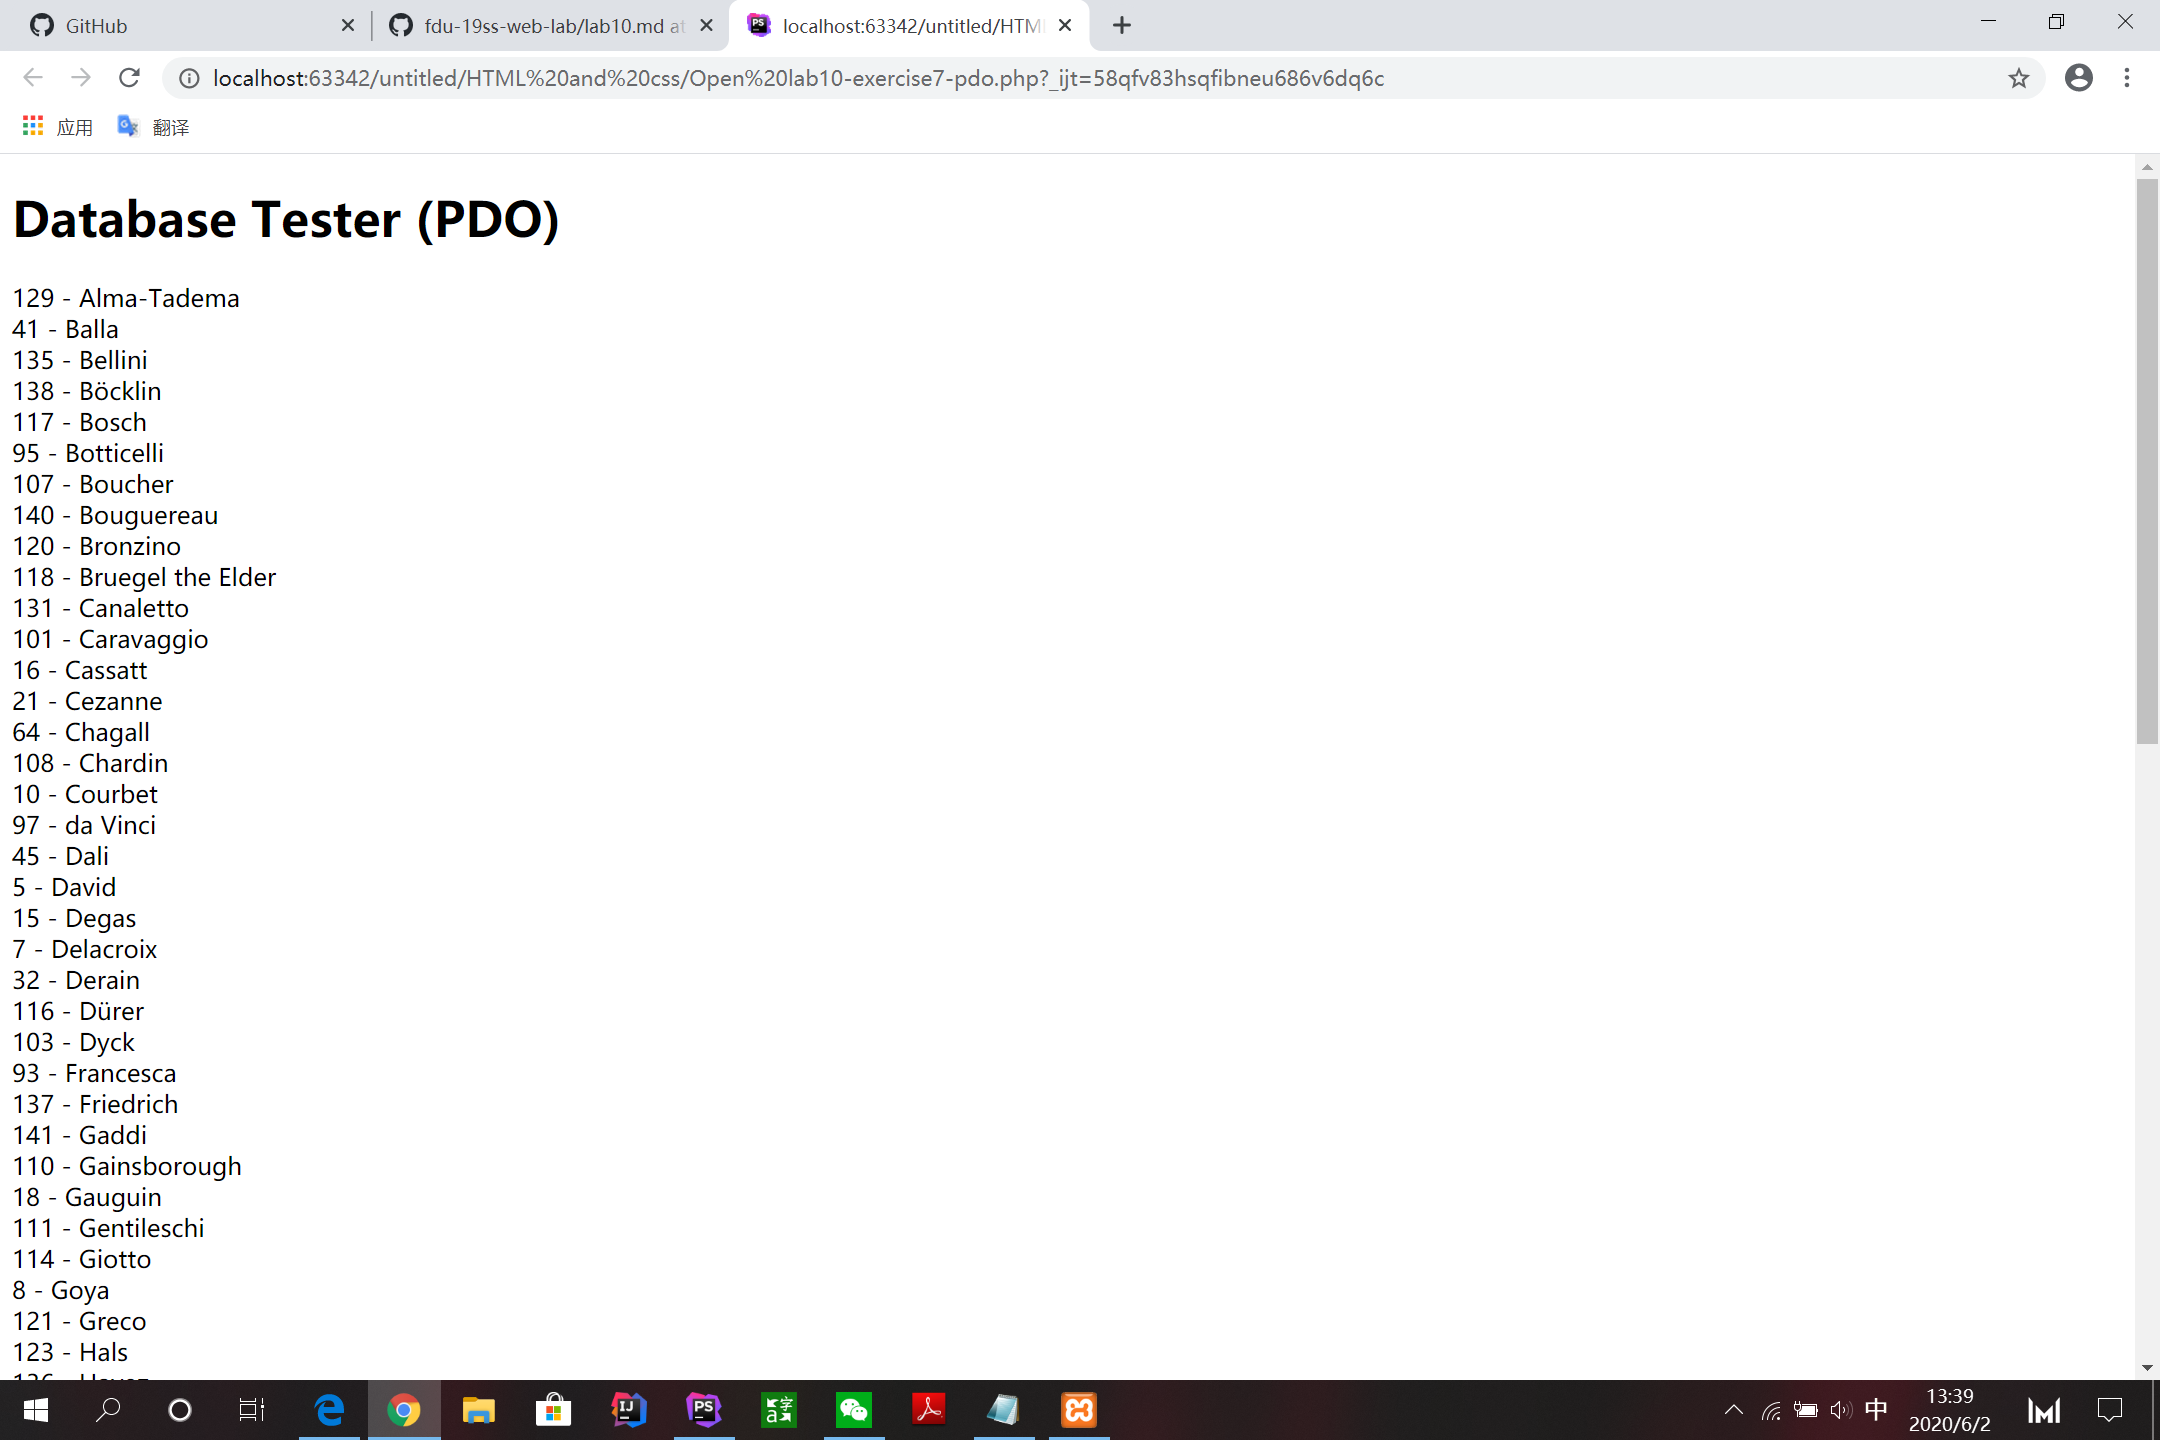 GitHub
fdu-19ss-web-lab/lab10.md at
localhost:63342/untitled/HTM
localhost:63342/untitled/HTML%20and%20css/Open%20lab10-exercise7-pdo.php?_ijt=58qfv83hsqfibneu686v6dq6c
应用 翻译
Database Tester (PDO)
129 - Alma-Tadema
41 - Balla
135 - Bellini
138 - Böcklin
117 - Bosch
95 - Botticelli
107 - Boucher
140 - Bouguereau
120 - Bronzino
118 - Bruegel the Elder
131 - Canaletto
101 - Caravaggio
16 - Cassatt
21 - Cezanne
64 - Chagall
108 - Chardin
10 - Courbet
97 - da Vinci
45 - Dali
5 - David
15 - Degas
7 - Delacroix
32 - Derain
116 - Dürer
103 - Dyck
93 - Francesca
137 - Friedrich
141 - Gaddi
110 - Gainsborough
18 - Gauguin
111 - Gentileschi
114 - Giotto
8 - Goya
121 - Greco
123 - Hals
中
13:39
2020/6/2